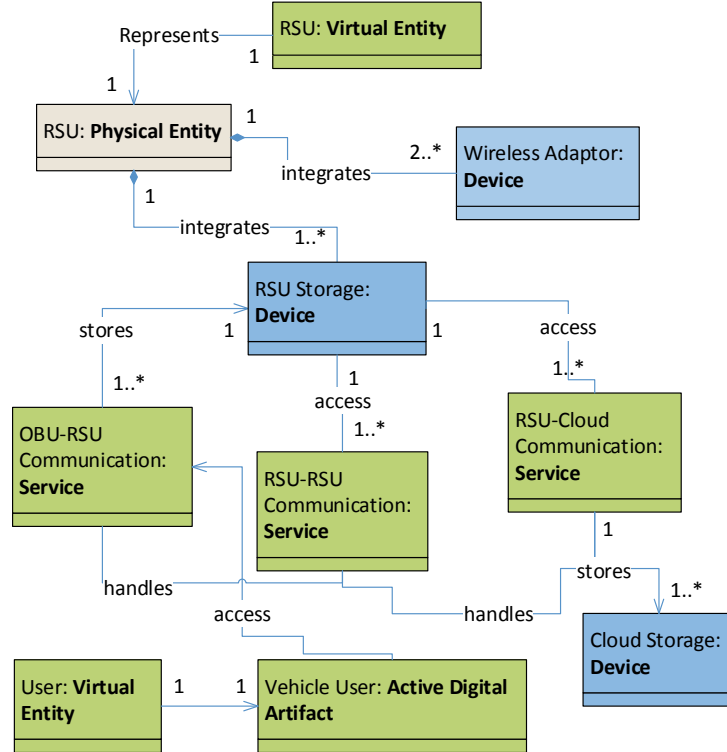 RSU: Virtual Entity
Represents
1
1
RSU: Physical Entity
1
2..*
Wireless Adaptor:
Device
integrates
1
integrates
1..*
RSU Storage:
Device
stores
1
1
access
1..*
1
access
1..*
1..*
OBU-RSU
Communication:
Service
RSU-RSU
Communication:
Service
RSU-Cloud
Communication:
Service
1
handles
stores
handles
1..*
access
Cloud Storage:
Device
User: Virtual
Entity
1
1
Vehicle User: Active Digital
Artifact